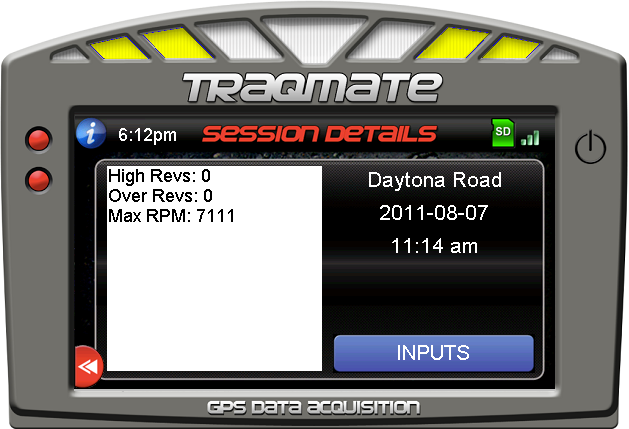 TRAQMATE
6:12pm
SESSION DETAILS
SD
High Revs: 0
Over Revs: 0
Max RPM: 7111
Daytona Road
2011-08-07
11:14 am
INPUTS
GPS DATA ACQUISITION